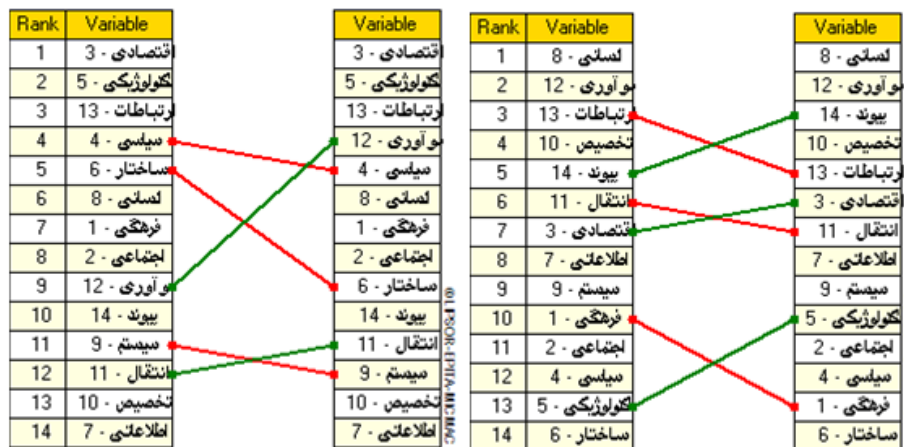 Rank Variable Variable
1 اقتصادی - 3 اقتصادی - 3
2 تکنولوژیکی - 5 تکنولوژیکی - 5
3 ارتباطات - 13 ارتباطات - 13
4 سیاسی - 4 نوآوری - 12
5 ساختار - 6 سیاسی - 4
6 لسانی - 8 لسانی - 8
7 فرهنگی - 1 فرهنگی - 1
8 اجتماعی - 2 اجتماعی - 2
9 نوآوری - 12 ساختار - 6
10 پیوند - 14 پیوند - 14
11 سیستم - 9 انتقال - 11
12 انتقال - 11 سیستم - 9
13 تخصیص - 10 تخصیص - 10
14 اطلاعاتی - 7 اطلاعاتی - 7
©LIPSOR-EPITA-MICMAC
Rank Variable Variable
1 لسانی - 8 لسانی - 8
2 نوآوری - 12 نوآوری - 12
3 ارتباطات - 13 پیوند - 14
4 تخصیص - 10 تخصیص - 10
5 پیوند - 14 ارتباطات - 13
6 انتقال - 11 اقتصادی - 3
7 اقتصادی - 3 انتقال - 11
8 اطلاعاتی - 7 اطلاعاتی - 7
9 سیستم - 9 سیستم - 9
10 فرهنگی - 1 تکنولوژیکی - 5
11 اجتماعی - 2 اجتماعی - 2
12 سیاسی - 4 سیاسی - 4
13 تکنولوژیکی - 5 فرهنگی - 1
14 ساختار - 6 ساختار - 6